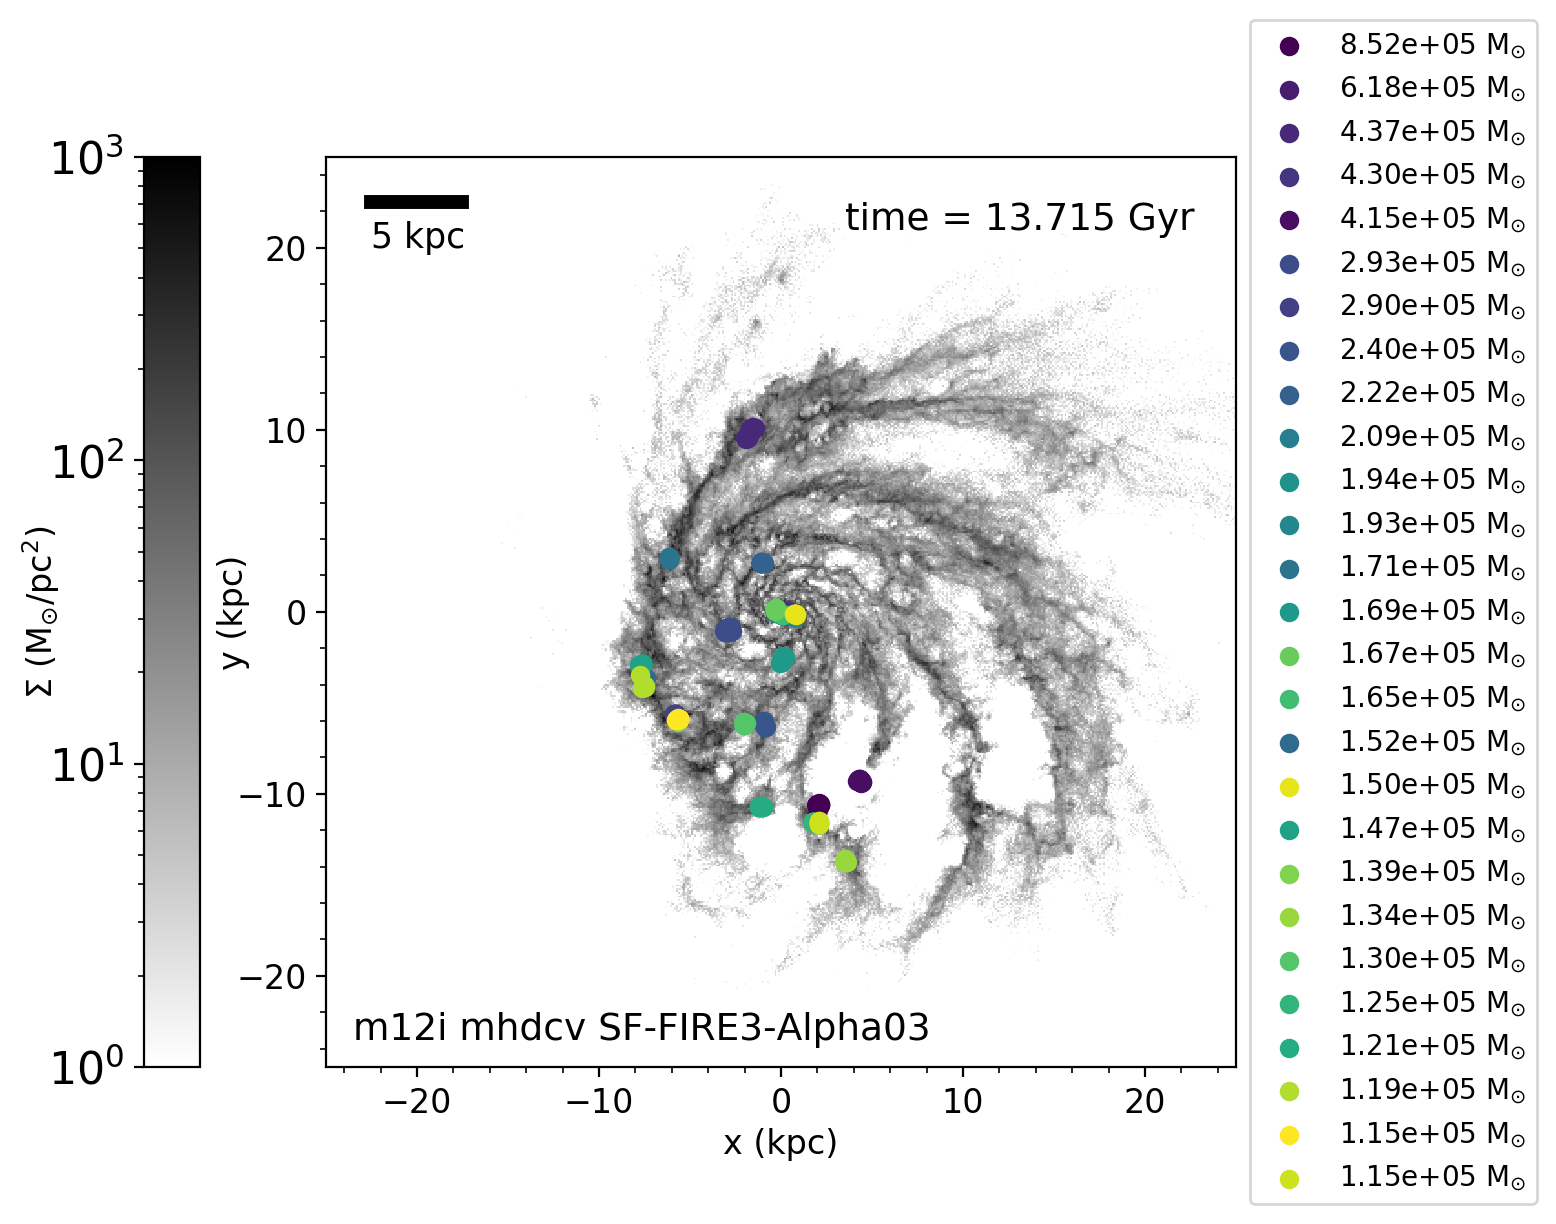 10³
10²
10¹
10⁰
Σ (M☉/pc²)
y (kpc)
20
10
0
−10
−20
5 kpc
time = 13.715 Gyr
m12i mhdcv SF-FIRE3-Alpha03
−20 −10 0 10 20
x (kpc)
8.52e+05 M☉
6.18e+05 M☉
4.37e+05 M☉
4.30e+05 M☉
4.15e+05 M☉
2.93e+05 M☉
2.90e+05 M☉
2.40e+05 M☉
2.22e+05 M☉
2.09e+05 M☉
1.94e+05 M☉
1.93e+05 M☉
1.71e+05 M☉
1.69e+05 M☉
1.67e+05 M☉
1.65e+05 M☉
1.52e+05 M☉
1.50e+05 M☉
1.47e+05 M☉
1.39e+05 M☉
1.34e+05 M☉
1.30e+05 M☉
1.25e+05 M☉
1.21e+05 M☉
1.19e+05 M☉
1.15e+05 M☉
1.15e+05 M☉